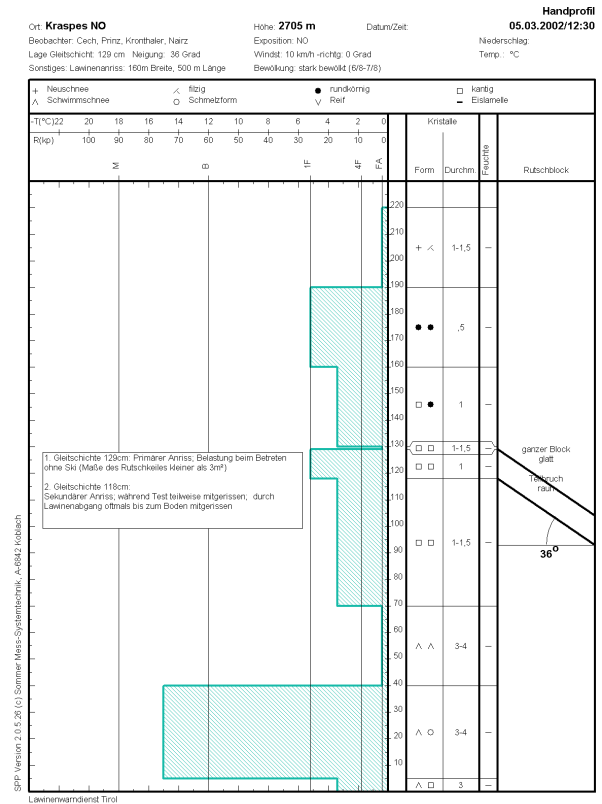 Handprofil
Ort: Kraspes NO Höhe: 2705 m Datum/Zeit: 05.03.2002/12:30
Beobachter: Cech, Prinz, Kronthaler, Nairz Exposition: NO Niederschlag:
Lage Gleitschicht: 129 cm Neigung: 36 Grad Windst: 10 km/h -richtg: 0 Grad Temp.: °C
Sonstiges: Lawinenanriss: 160m Breite, 500 m Länge Bewölkung: stark bewölkt (6/8-7/8)
+ Neuschnee filzig ● rundkörnig □ kantig
∧ Schwimmschnee ○ Schmelzform ∨ Reif – Eislamelle
-T(°C)22 20 18 16 14 12 10 8 6 4 2 0 Kristalle
R(kp) 100 90 80 70 60 50 40 30 20 10 0
M B 1F 4F FA Form Durchm. Feuchte Rutschblock
220
210
200 + 1-1,5 –
190
180
170 ● ● ,5 –
160
150
140 □ ● 1 –
130 □ □ 1-1,5 – ganzer Block
glatt
120 □ □ 1 –
Teilbruch
rauh
110
100
90 □ □ 1-1,5 – 36°
80
70
60
50 ∧ ∧ 3-4 –
40
30
20 ∧ ○ 3-4 –
10
∧ □ 3 –
1. Gleitschichte 129cm: Primärer Anriss; Belastung beim Betreten
ohne Ski (Maße des Rutschkeiles kleiner als 3m²)
2. Gleitschichte 118cm:
Sekundärer Anriss; während Test teilweise mitgerissen; durch
Lawinenabgang oftmals bis zum Boden mitgerissen
SPP Version 2.0.5.26 (c) Sommer Mess-Systemtechnik, A-6842 Koblach
Lawinenwarndienst Tirol